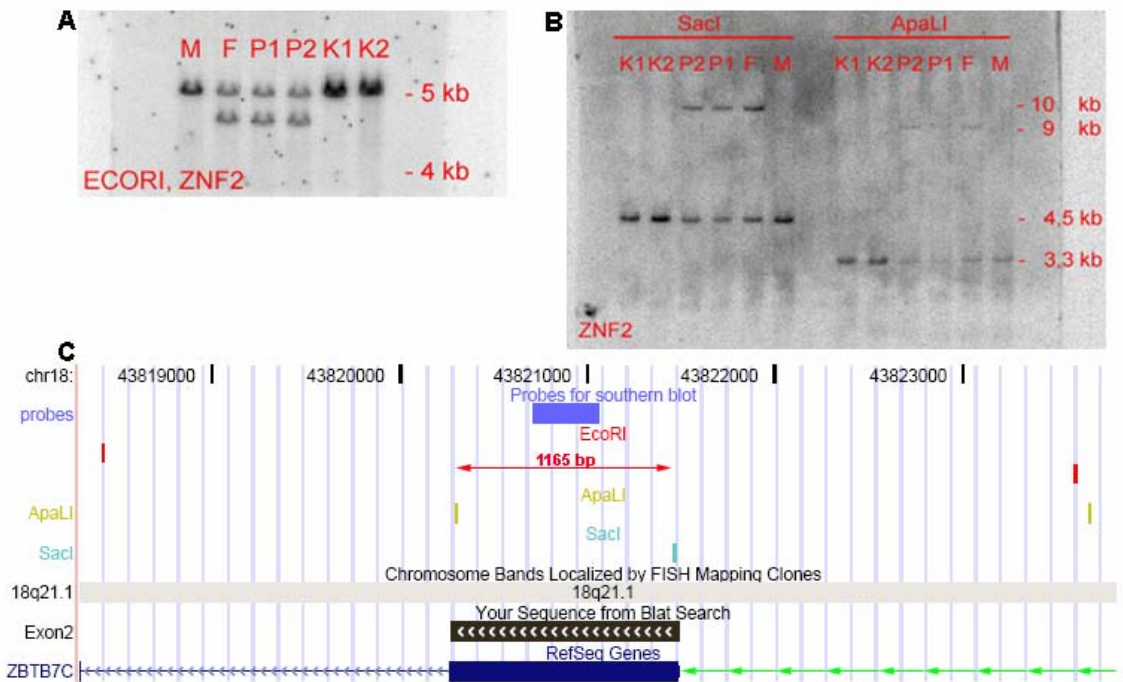 A
M F P1 P2 K1 K2
- 5 kb
- 4 kb
ECORI, ZNF2
B
SacI ApaLI
K1 K2 P2 P1 F M K1 K2 P2 P1 F M
- 10 kb
- 9 kb
- 4,5 kb
- 3,3 kb
ZNF2
C
chr18: 43819000 43820000 43821000 43822000 43823000
Probes for southern blot
probes
EcoRI
1165 bp
ApaLI
ApaLI
SacI
SacI
Chromosome Bands Localized by FISH Mapping Clones
18q21.1 18q21.1
Your Sequence from Blat Search
Exon2
RefSeq Genes
ZBTB7C